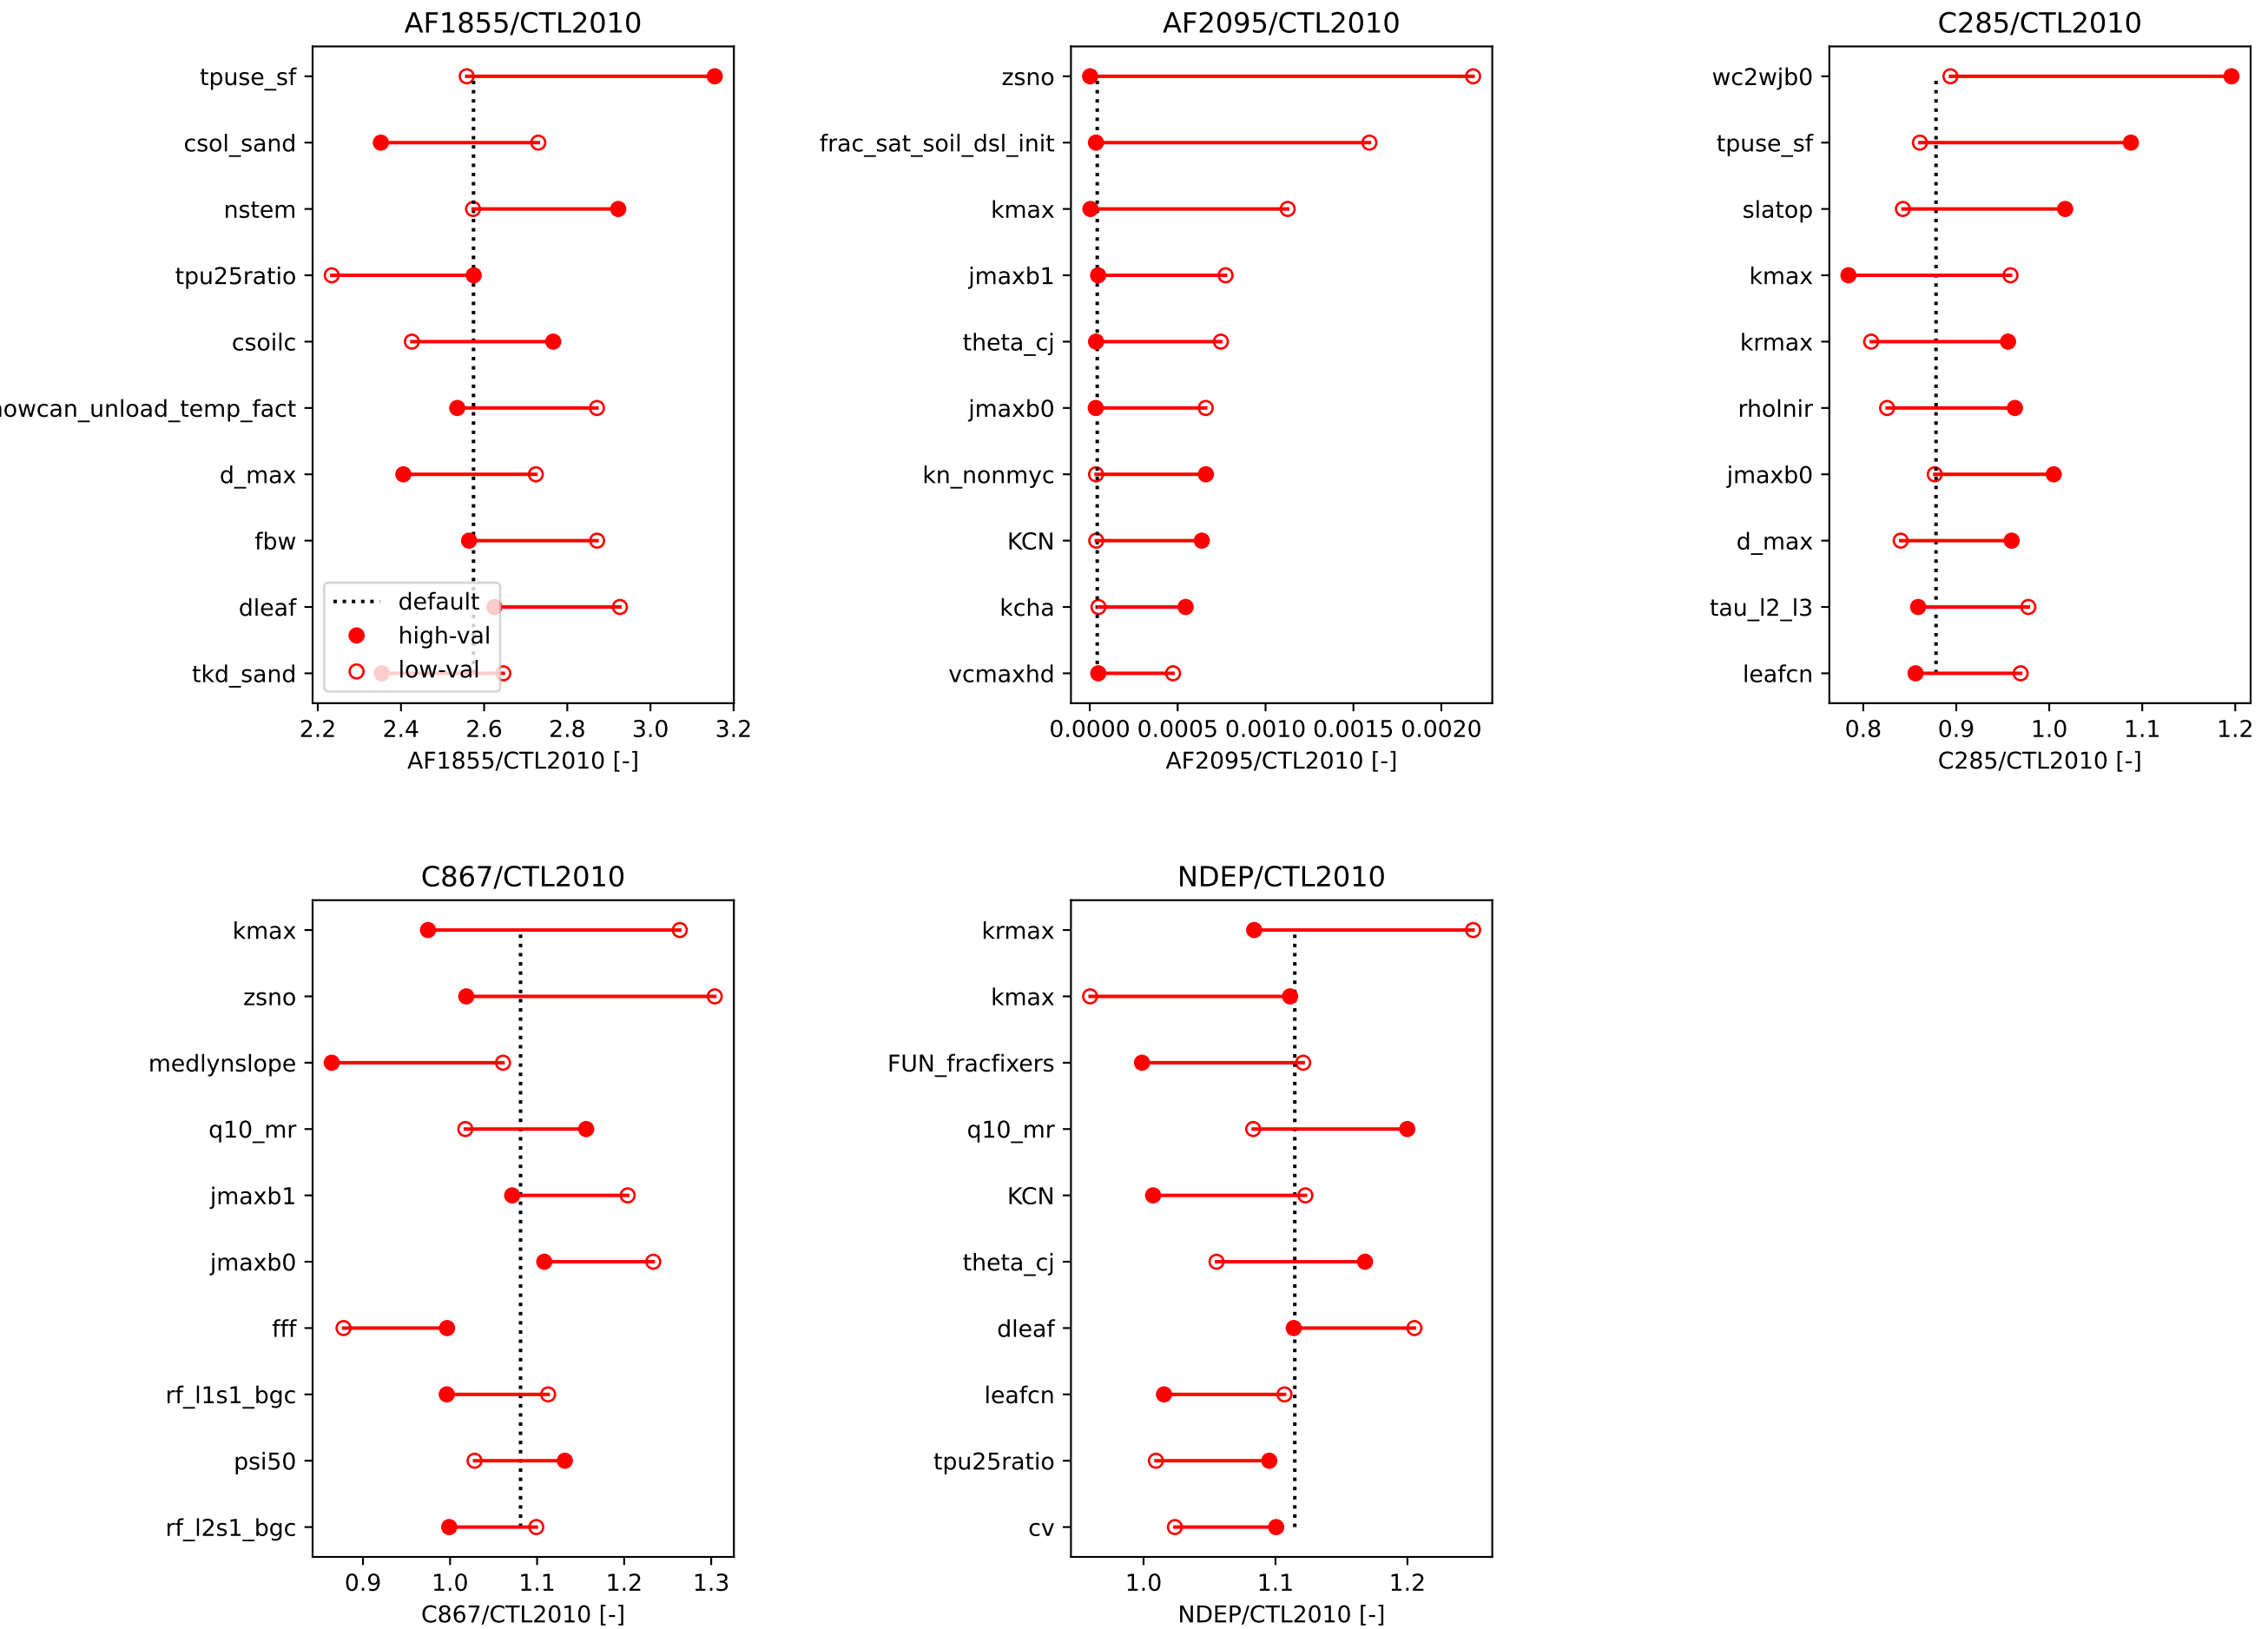 AF1855/CTL2010
tpuse_sf
csol_sand
nstem
tpu25ratio
csoilc
owcan_unload_temp_fact
d_max
fbw
dleaf
tkd_sand
default
high-val
low-val
2.2 2.4 2.6 2.8 3.0 3.2
AF1855/CTL2010 [-]
AF2095/CTL2010
zsno
frac_sat_soil_dsl_init
kmax
jmaxb1
theta_cj
jmaxb0
kn_nonmyc
KCN
kcha
vcmaxhd
0.0000 0.0005 0.0010 0.0015 0.0020
AF2095/CTL2010 [-]
C285/CTL2010
wc2wjb0
tpuse_sf
slatop
kmax
krmax
rholnir
jmaxb0
d_max
tau_l2_l3
leafcn
0.8 0.9 1.0 1.1 1.2
C285/CTL2010 [-]
C867/CTL2010
kmax
zsno
medlynslope
q10_mr
jmaxb1
jmaxb0
fff
rf_l1s1_bgc
psi50
rf_l2s1_bgc
0.9 1.0 1.1 1.2 1.3
C867/CTL2010 [-]
NDEP/CTL2010
krmax
kmax
FUN_fracfixers
q10_mr
KCN
theta_cj
dleaf
leafcn
tpu25ratio
cv
1.0 1.1 1.2
NDEP/CTL2010 [-]